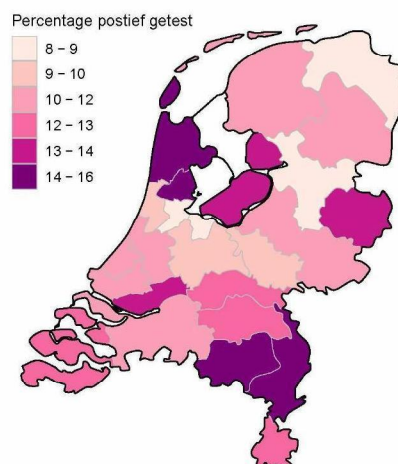 Percentage postief getest
8 – 9
9 – 10
10 – 12
12 – 13
13 – 14
14 – 16